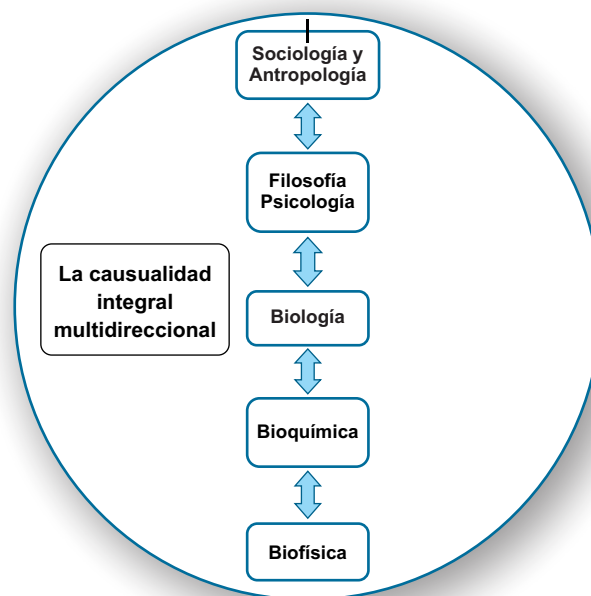 Sociología y
Antropología
Filosofía
Psicología
La causualidad
integral
multidireccional
Biología
Bioquímica
Biofísica